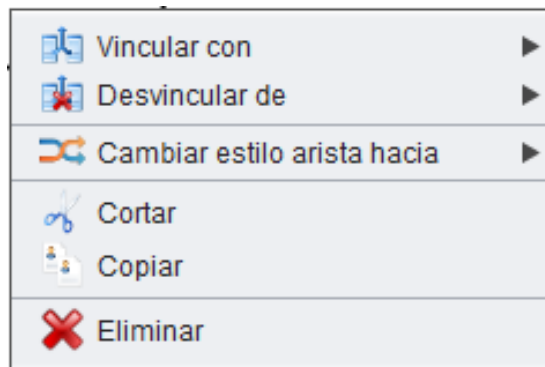 Vincular con
Desvincular de
Cambiar estilo arista hacia
Cortar
Copiar
Eliminar